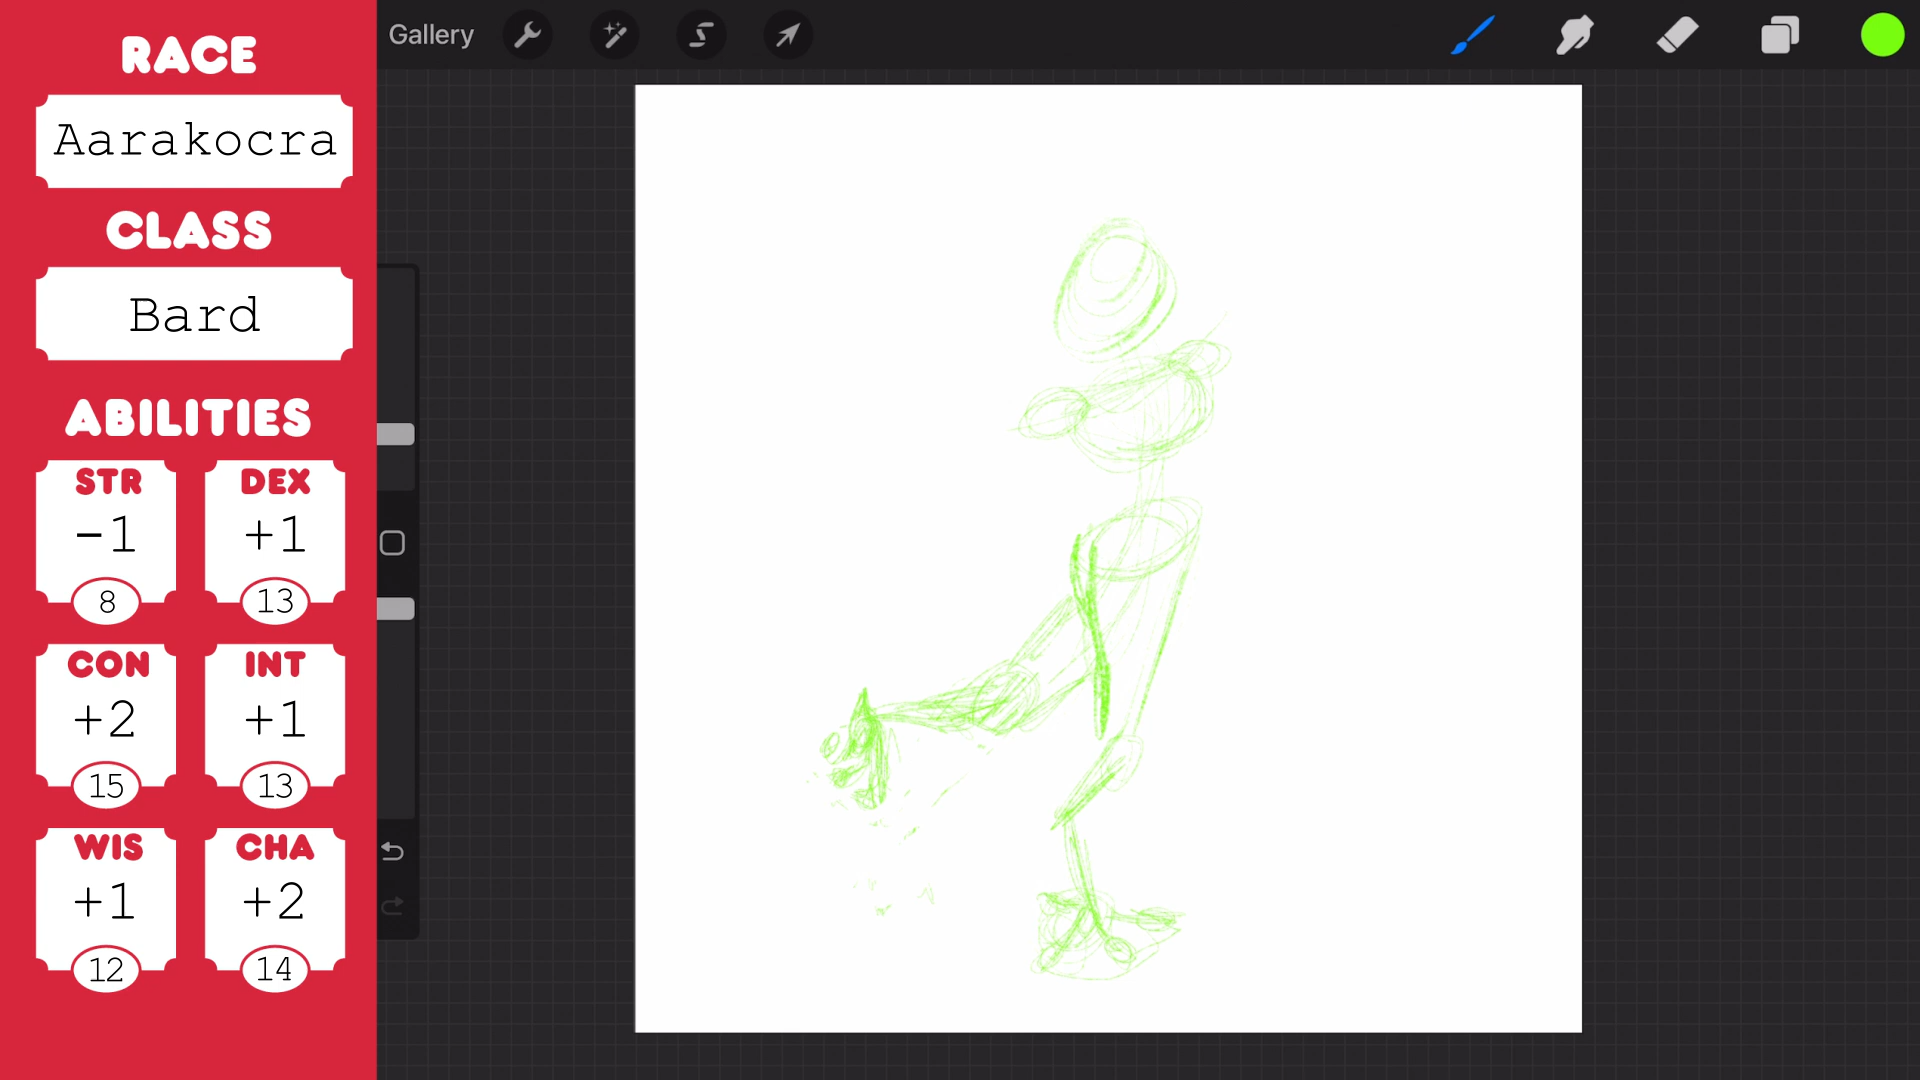 RACE
Aarakocra
CLASS
Bard
ABILITIES
STR
-1
8
DEX
+1
13
CON
+2
15
INT
+1
13
WIS
+1
12
CHA
+2
14
Gallery